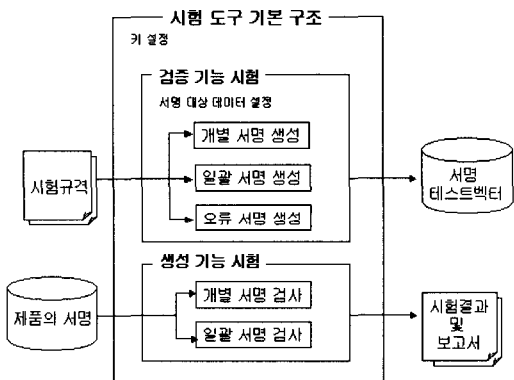 시험 도구 기본 구조
키 설정
검증 기능 시험
서명 대상 데이터 설정
개별 서명 생성
일괄 서명 생성
오류 서명 생성
시험규격
서명
테스트벡터
생성 기능 시험
개별 서명 검사
일괄 서명 검사
제품의 서명
시험결과
및
보고서